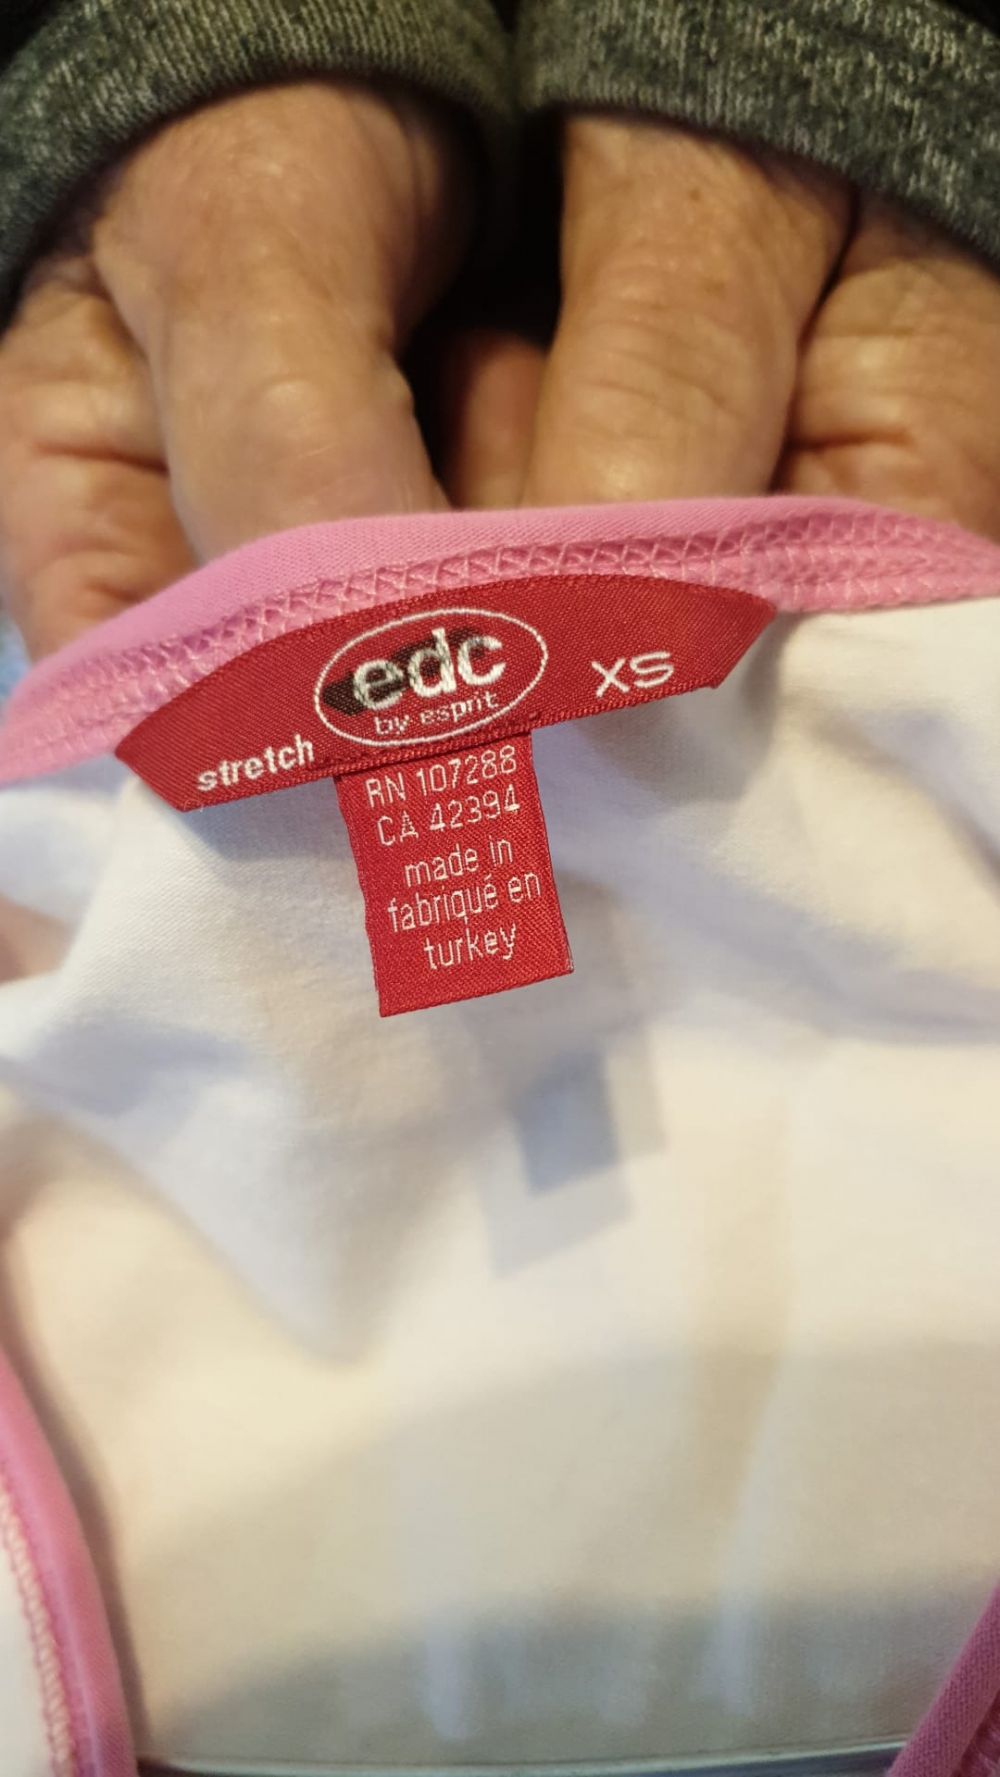 edc
by esprit
XS
stretch
RN 107288
CA 42394
made in
fabriqué en
turkey